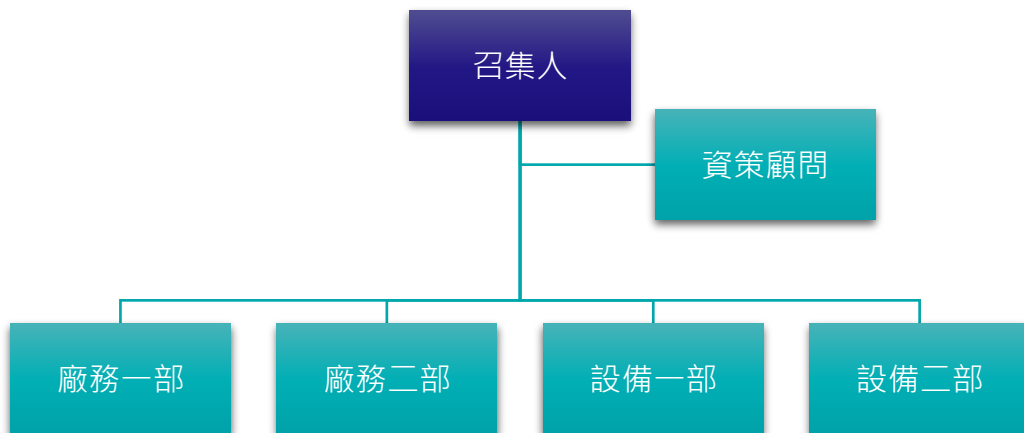 召集人
資策顧問
廠務一部
廠務二部
設備一部
設備二部